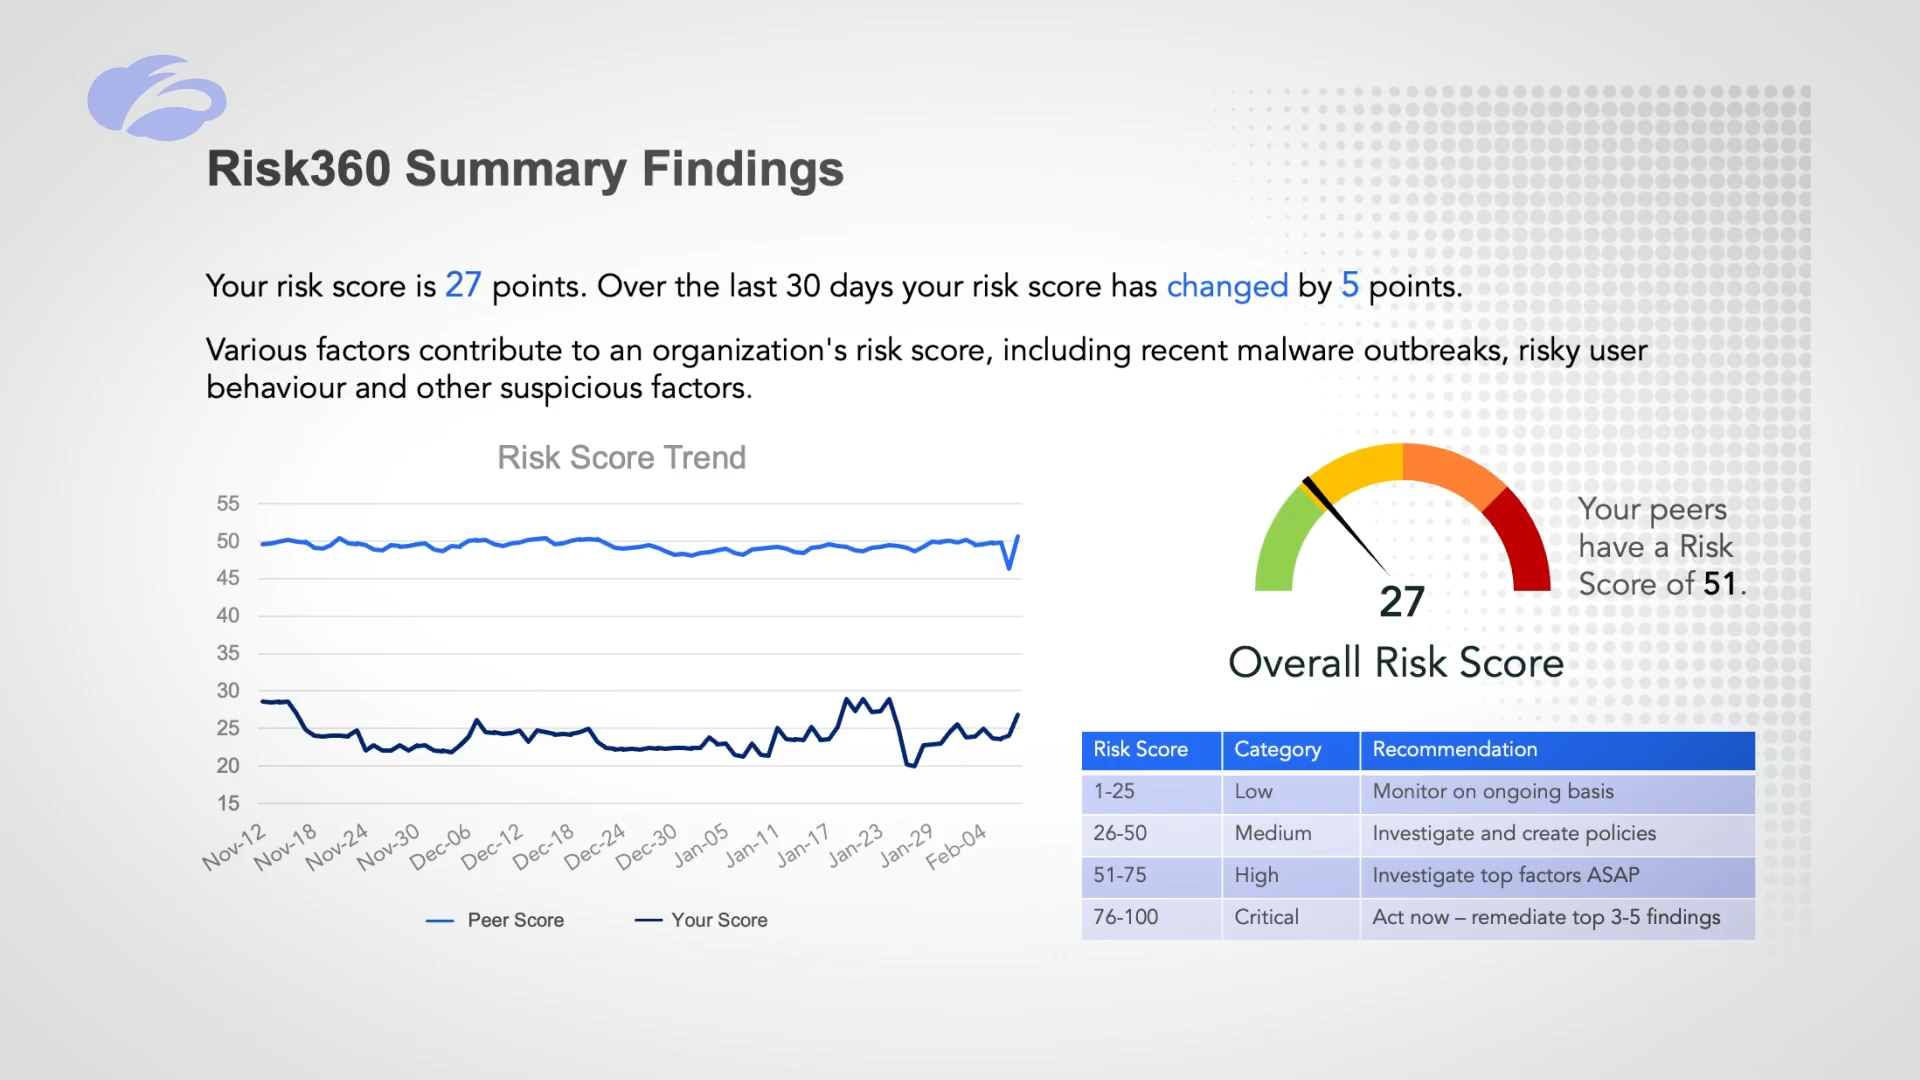 Risk360 Summary Findings
Your risk score is 27 points. Over the last 30 days your risk score has changed by 5 points.
Various factors contribute to an organization's risk score, including recent malware outbreaks, risky user
behaviour and other suspicious factors.
Risk Score Trend
55
50
45
40
35
30
25
20
15
Nov-12 Nov-18 Nov-24 Nov-30 Dec-06 Dec-12 Dec-18 Dec-24 Dec-30 Jan-05 Jan-11 Jan-17 Jan-23 Jan-29 Feb-04
Peer Score Your Score
27
Overall Risk Score
Your peers
have a Risk
Score of 51.
Risk Score Category Recommendation
1-25 Low Monitor on ongoing basis
26-50 Medium Investigate and create policies
51-75 High Investigate top factors ASAP
76-100 Critical Act now – remediate top 3-5 findings